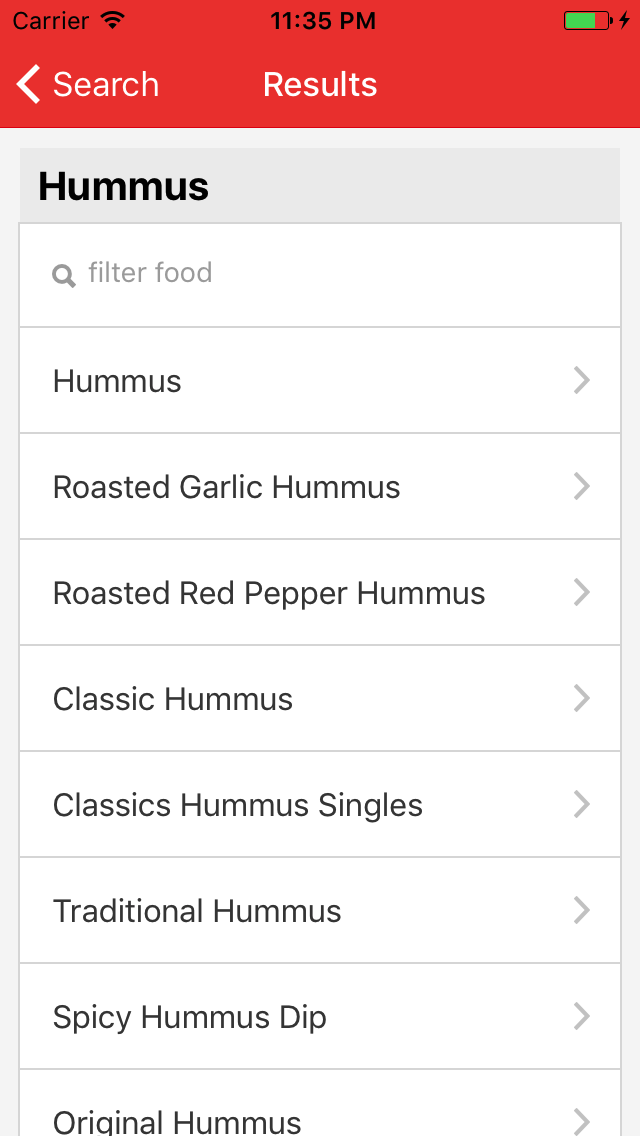 Carrier 11:35 PM
Search Results
Hummus
filter food
Hummus
Roasted Garlic Hummus
Roasted Red Pepper Hummus
Classic Hummus
Classics Hummus Singles
Traditional Hummus
Spicy Hummus Dip
Original Hummus